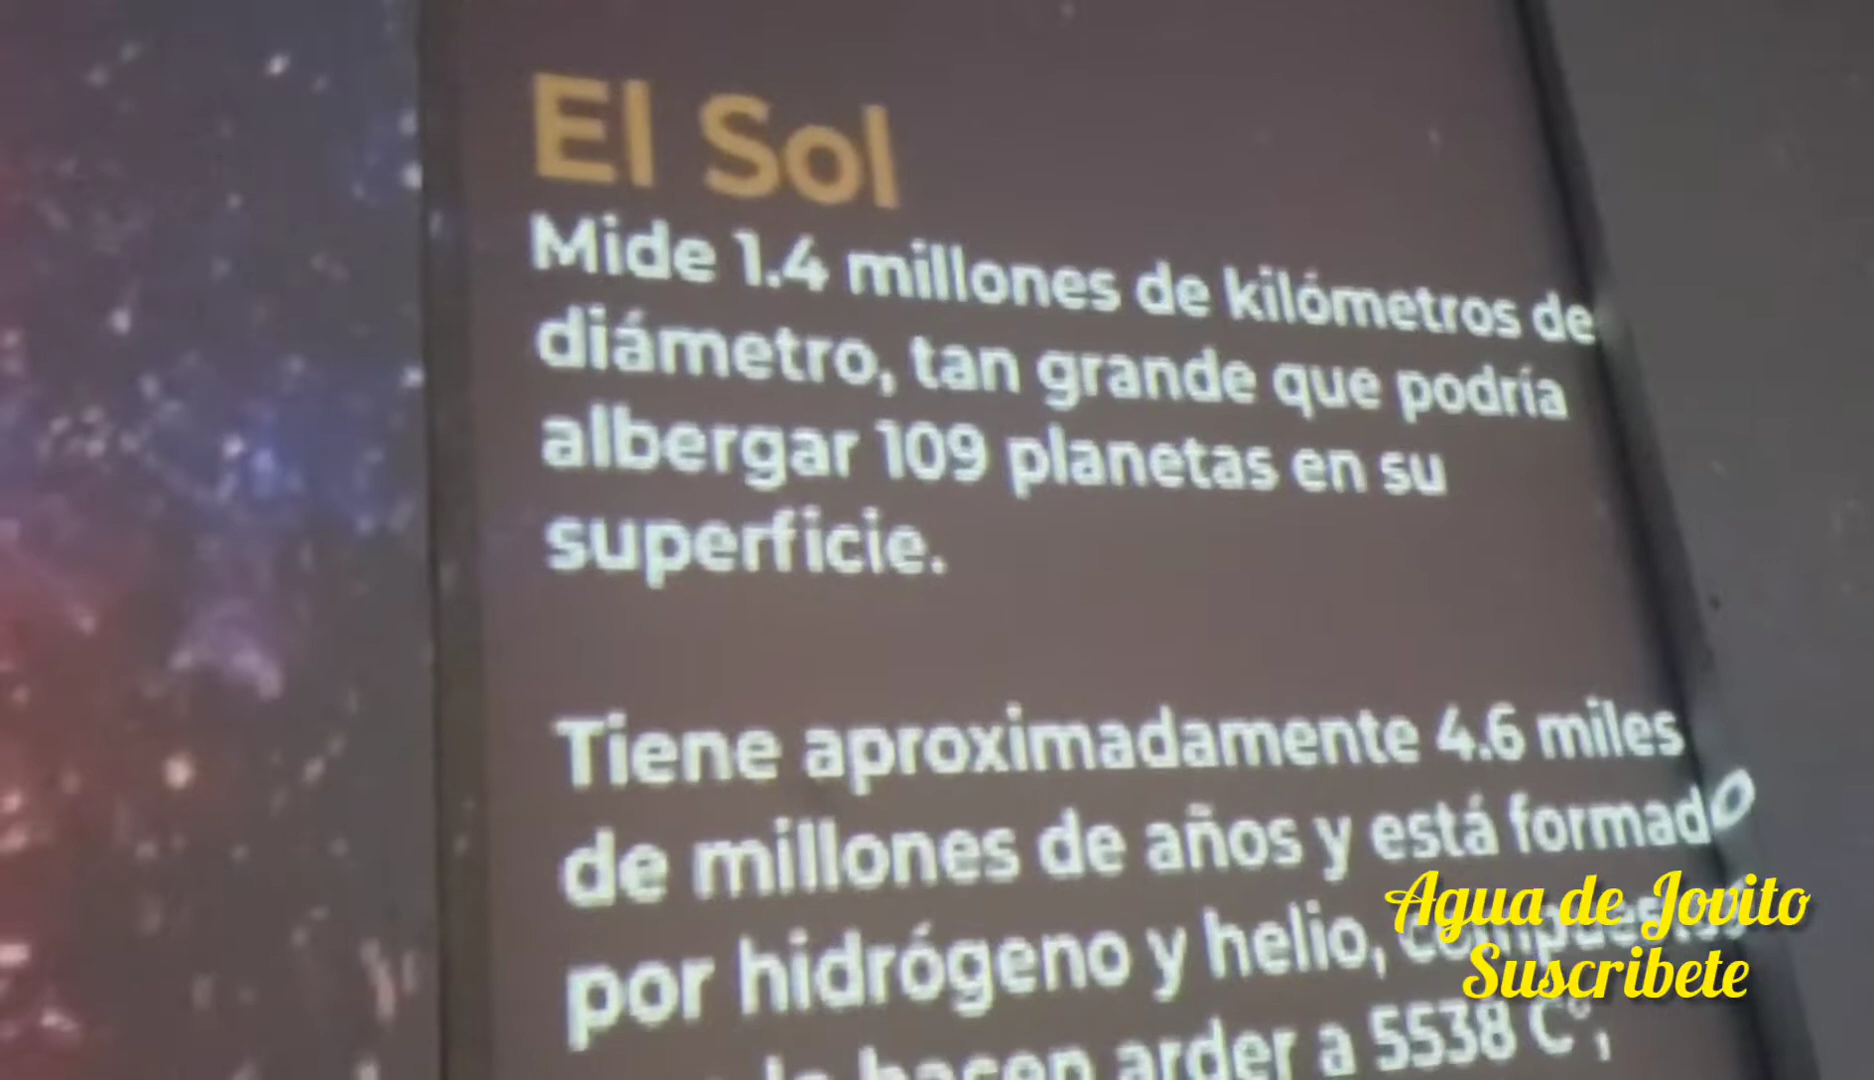 El Sol
Mide 1.4 millones de kilómetros de
diámetro, tan grande que podría
albergar 109 planetas en su
superficie.
Tiene aproximadamente 4.6 miles
de millones de años y está formado
por hidrógeno y helio,
hacen arder a 5538 C°,
Agua de Jovito
Suscribete